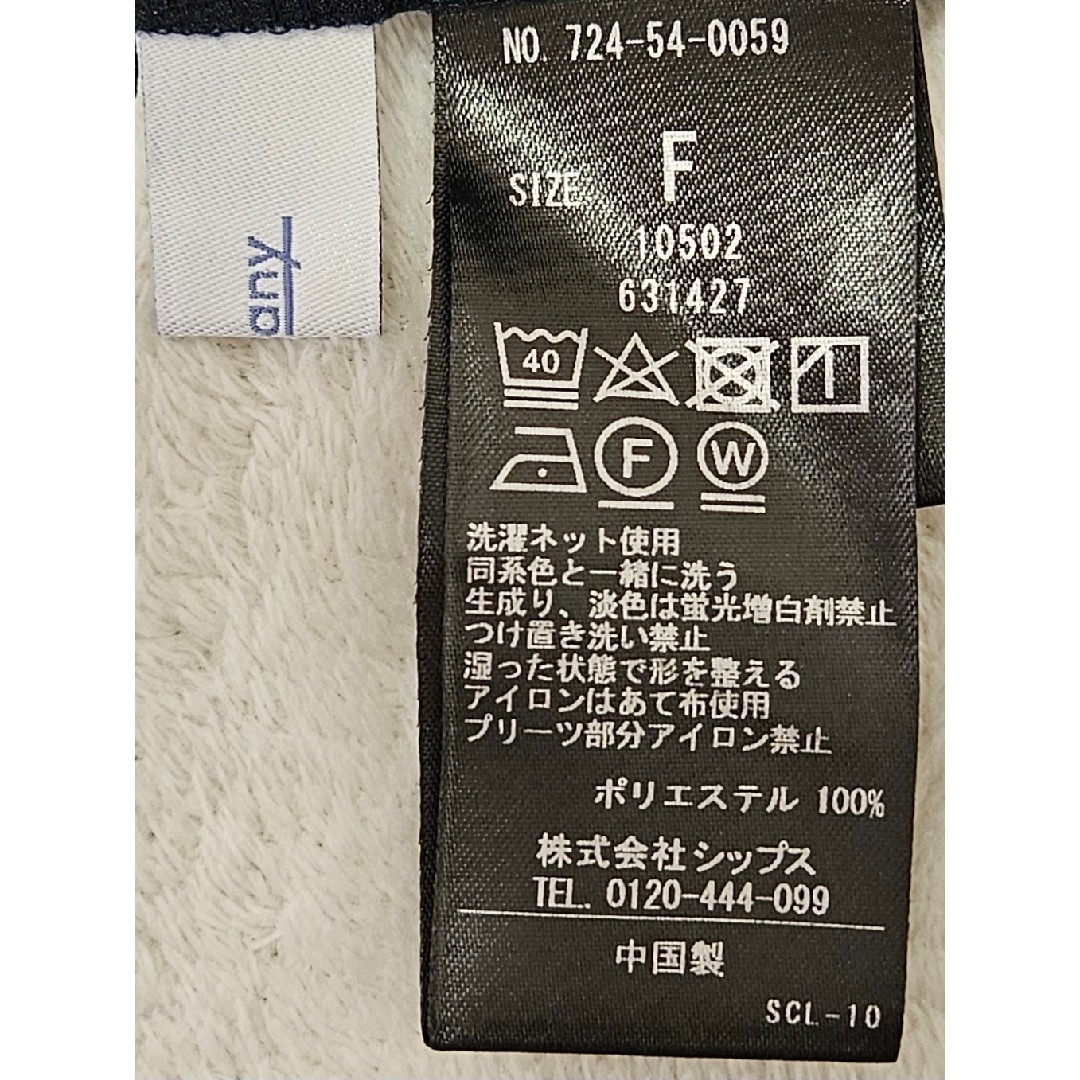 any
NO. 724-54-0059
SIZE F
10502
631427
40
F W
洗濯ネット使用
同系色と一緒に洗う
生成り、淡色は蛍光増白剤禁止
つけ置き洗い禁止
湿った状態で形を整える
アイロンはあて布使用
プリーツ部分アイロン禁止
ポリエステル 100%
株式会社シップス
TEL. 0120-444-099
中国製
SCL-10